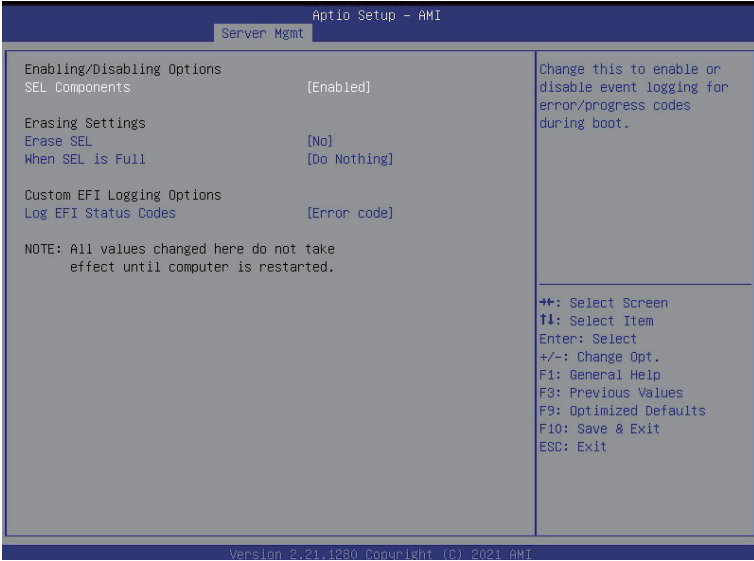 Aptio Setup - AMI
Server Mgmt
Enabling/Disabling Options
SEL Components [Enabled]
Erasing Settings
Erase SEL [No]
When SEL is Full [Do Nothing]
Custom EFI Logging Options
Log EFI Status Codes [Error code]
NOTE: All values changed here do not take
effect until computer is restarted.
Change this to enable or
disable event logging for
error/progress codes
during boot.
→←: Select Screen
↑↓: Select Item
Enter: Select
+/-: Change Opt.
F1: General Help
F3: Previous Values
F9: Optimized Defaults
F10: Save & Exit
ESC: Exit
Version 2.21.1280 Copyright (C) 2021 AMI